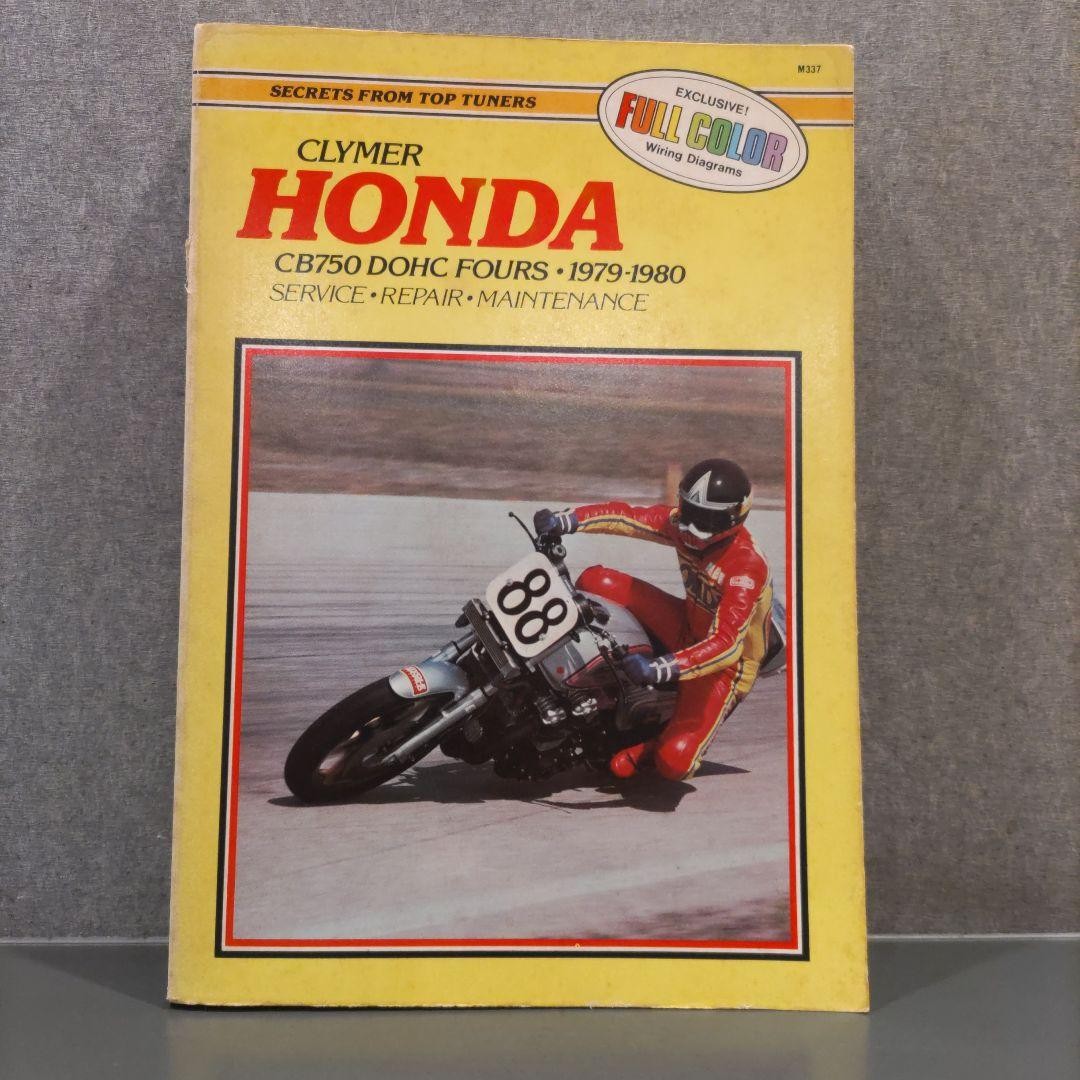 M337
SECRETS FROM TOP TUNERS
EXCLUSIVE!
FULL COLOR
Wiring Diagrams
CLYMER
HONDA
CB750 DOHC FOURS • 1979-1980
SERVICE • REPAIR • MAINTENANCE
88